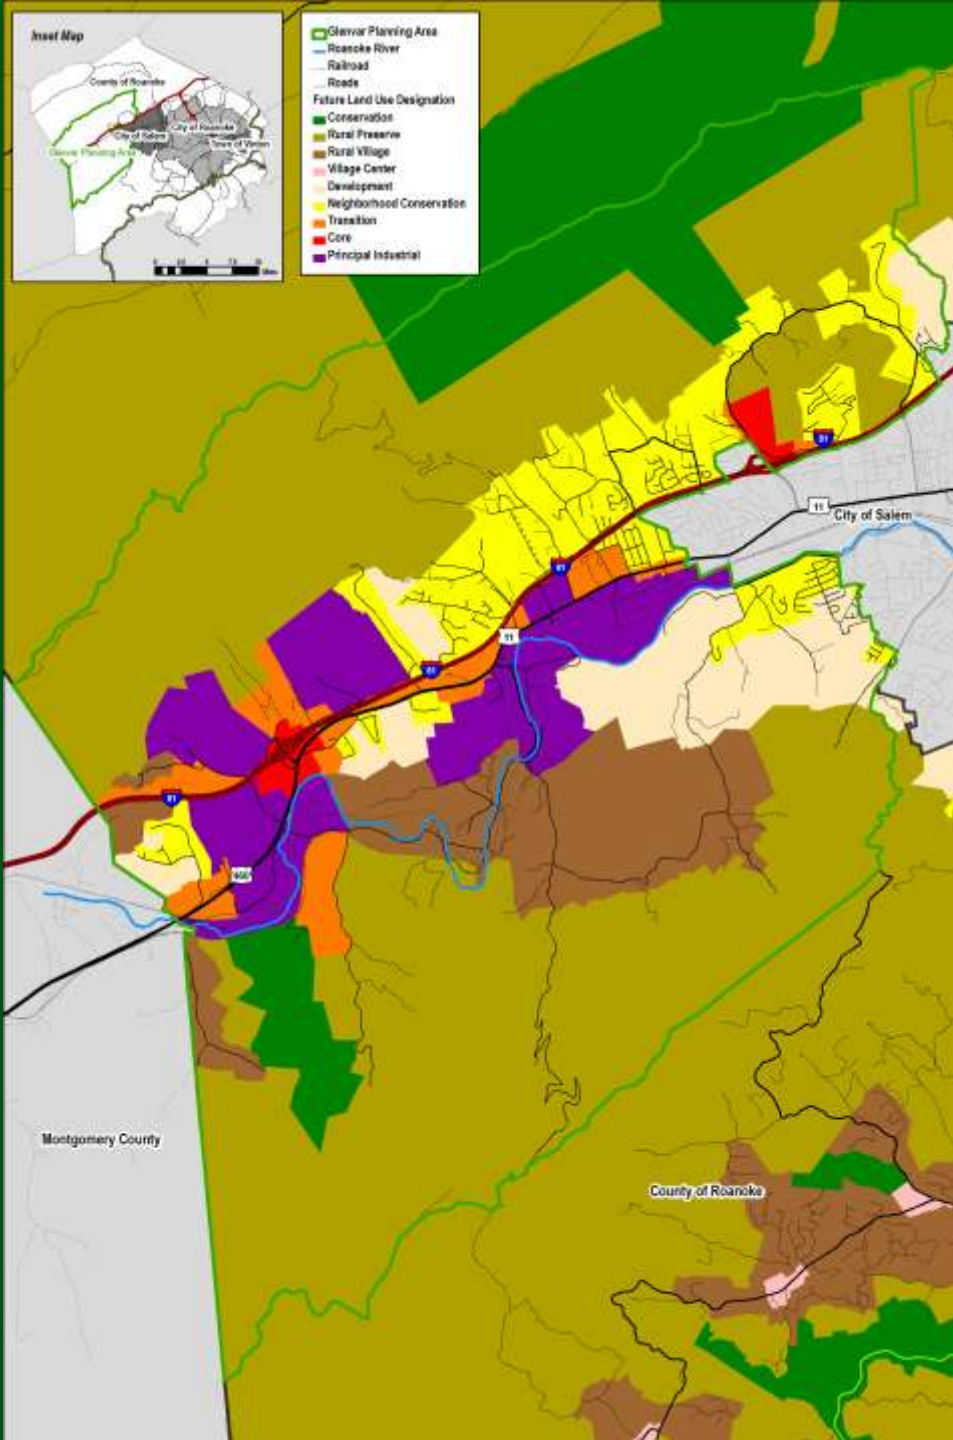 Inset Map
County of Roanoke
City of Salem
City of Roanoke
Town of Vinton
Glenvar Planning Area
Miles
Glenvar Planning Area
Roanoke River
Railroad
Roads
Future Land Use Designation
Conservation
Rural Preserve
Rural Village
Village Center
Development
Neighborhood Conservation
Transition
Core
Principal Industrial
81
11
City of Salem
81
11
81
81
Montgomery County
County of Roanoke